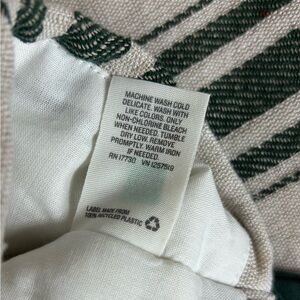 MACHINE WASH COLD
DELICATE. WASH WITH
LIKE COLORS. ONLY
NON-CHLORINE BLEACH
WHEN NEEDED. TUMBLE
DRY LOW. REMOVE
PROMPTLY. WARM IRON
IF NEEDED.
RN 17730 VN 1257519
LABEL MADE FROM
100% RECYCLED PLASTIC